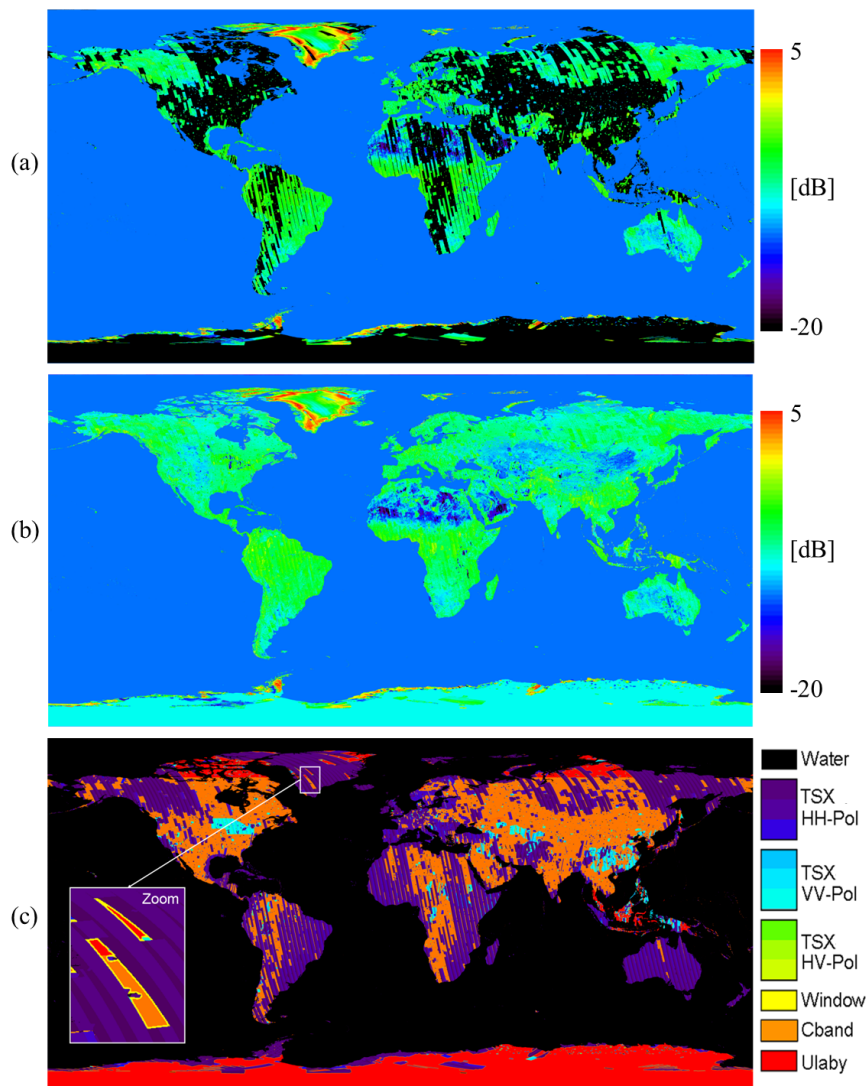 5
(a)
[dB]
-20
5
(b)
[dB]
-20
Water
TSX
HH-Pol
TSX
VV-Pol
Zoom
(c)
TSX
HV-Pol
Window
Cband
Ulaby